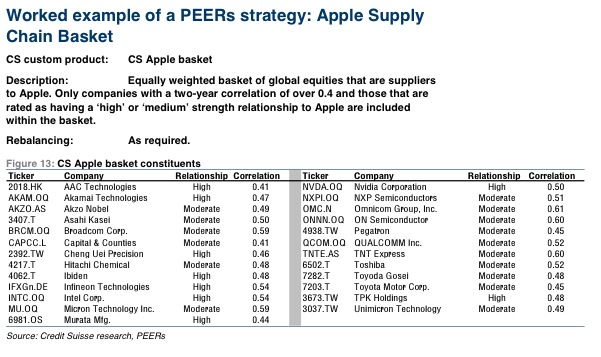 Worked example of a PEERs strategy: Apple Supply
Chain Basket
CS custom product: CS Apple basket
Description: Equally weighted basket of global equities that are suppliers
to Apple. Only companies with a two-year correlation of over 0.4 and those that are
rated as having a 'high' or 'medium' strength relationship to Apple are included
within the basket.
Rebalancing: As required.
Figure 13: CS Apple basket constituents
Ticker Company Relationship Correlation Ticker Company Relationship Correlation
2018.HK AAC Technologies High 0.41 NVDA.OQ Nvidia Corporation High 0.50
AKAM.OQ Akamai Technologies High 0.47 NXPI.OQ NXP Semiconductors Moderate 0.51
AKZO.AS Akzo Nobel Moderate 0.49 OMC.N Omnicom Group, Inc. Moderate 0.61
3407.T Asahi Kasei Moderate 0.50 ONNN.OQ ON Semiconductor Moderate 0.60
BRCM.OQ Broadcom Corp. Moderate 0.59 4938.TW Pegatron Moderate 0.45
CAPCC.L Capital & Counties Moderate 0.41 QCOM.OQ QUALCOMM Inc. Moderate 0.52
2392.TW Cheng Uei Precision High 0.46 TNTE.AS TNT Express Moderate 0.60
4217.T Hitachi Chemical Moderate 0.48 6502.T Toshiba Moderate 0.52
4062.T Ibiden High 0.48 7282.T Toyoda Gosei Moderate 0.48
IFXGn.DE Infineon Technologies High 0.54 7203.T Toyota Motor Corp. Moderate 0.45
INTC.OQ Intel Corp. High 0.54 3673.TW TPK Holdings High 0.48
MU.OQ Micron Technology Inc. Moderate 0.59 3037.TW Unimicron Technology Moderate 0.49
6981.OS Murata Mfg. High 0.44
Source: Credit Suisse research, PEERs